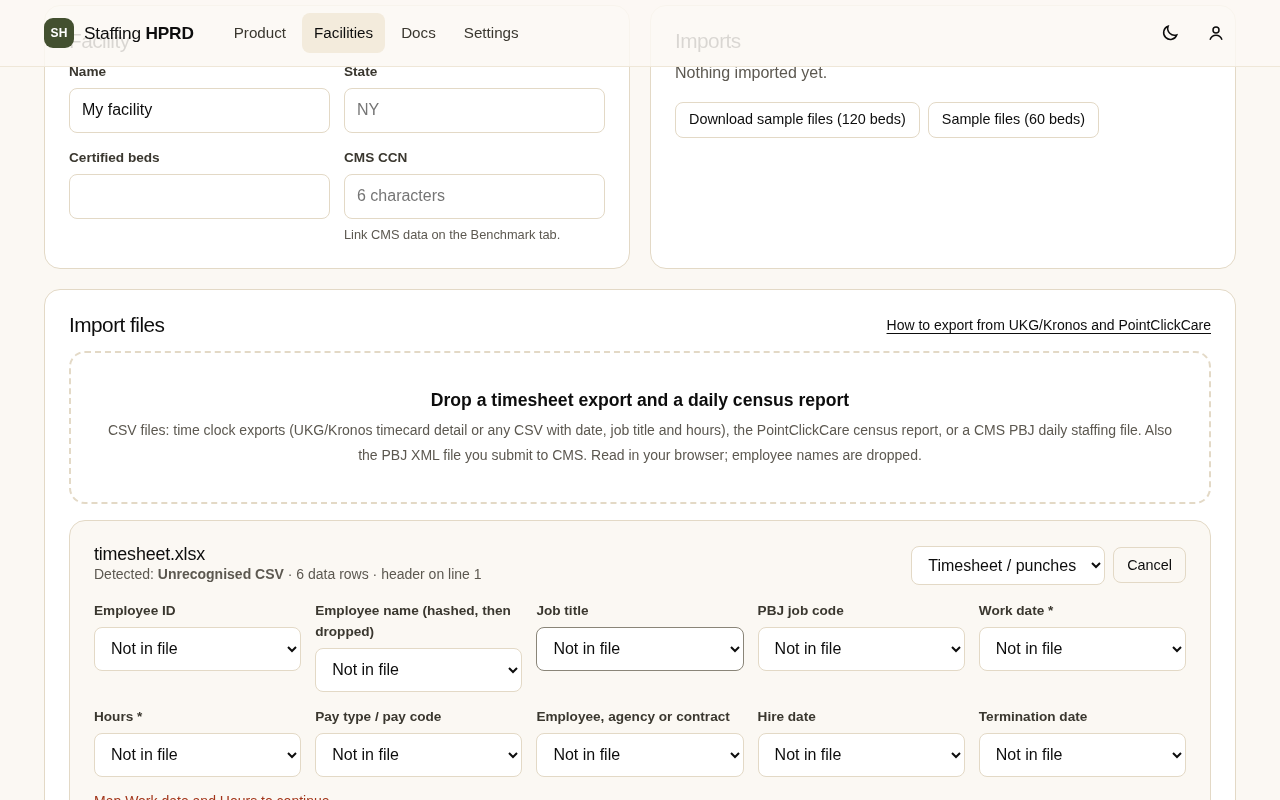 SH Staffing HPRD Product Facilities Docs Settings
Facility
Imports
Name
State
Nothing imported yet.
My facility
NY
Download sample files (120 beds)
Sample files (60 beds)
Certified beds
CMS CCN
6 characters
Link CMS data on the Benchmark tab.
Import files
How to export from UKG/Kronos and PointClickCare
Drop a timesheet export and a daily census report
CSV files: time clock exports (UKG/Kronos timecard detail or any CSV with date, job title and hours), the PointClickCare census report, or a CMS PBJ daily staffing file. Also
the PBJ XML file you submit to CMS. Read in your browser; employee names are dropped.
timesheet.xlsx
Detected: Unrecognised CSV · 6 data rows · header on line 1
Timesheet / punches
Cancel
Employee ID
Employee name (hashed, then
dropped)
Job title
PBJ job code
Work date *
Not in file
Not in file
Not in file
Not in file
Not in file
Hours *
Pay type / pay code
Employee, agency or contract
Hire date
Termination date
Not in file
Not in file
Not in file
Not in file
Not in file
Map Work date and Hours to continue.